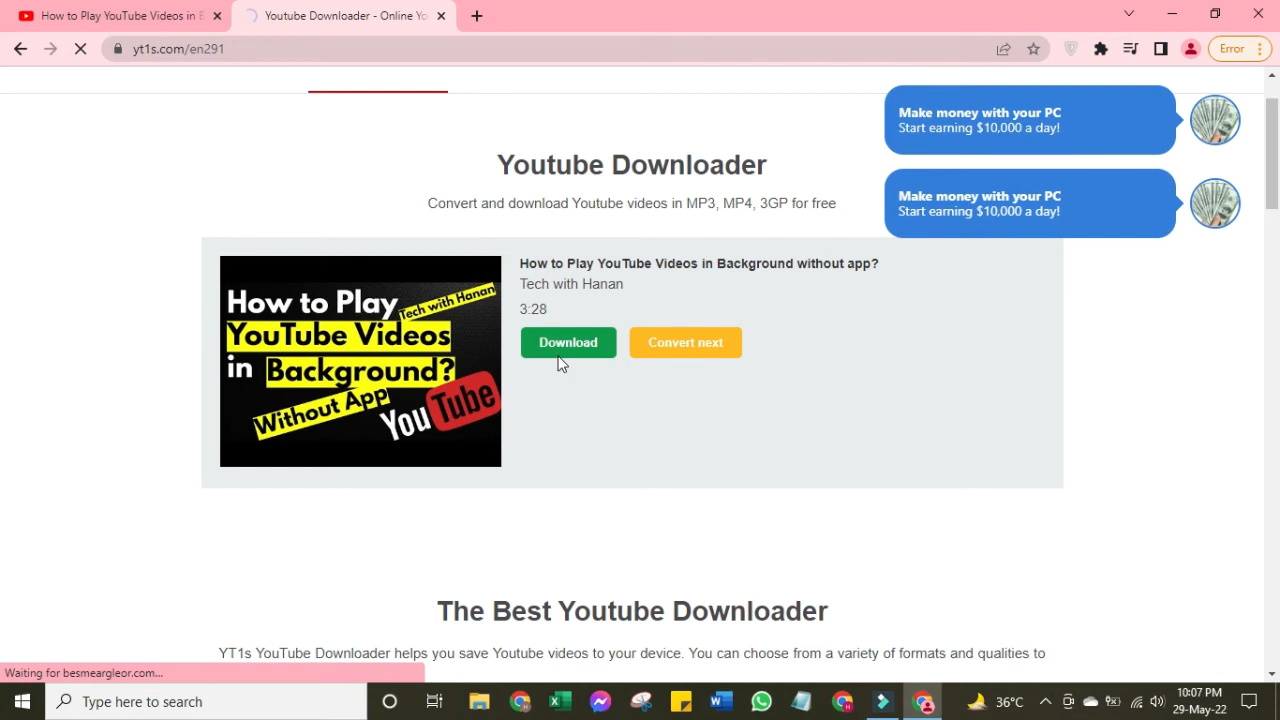 How to Play YouTube Videos in B
Youtube Downloader - Online Yo
yt1s.com/en291
Error
Make money with your PC
Start earning $10,000 a day!
Youtube Downloader
Convert and download Youtube videos in MP3, MP4, 3GP for free
Make money with your PC
Start earning $10,000 a day!
How to Play
Tech with Hanan
YouTube Videos
in Background?
Without App
YouTube
How to Play YouTube Videos in Background without app?
Tech with Hanan
3:28
Download
Convert next
The Best Youtube Downloader
YT1s YouTube Downloader helps you save Youtube videos to your device. You can choose from a variety of formats and qualities to
Waiting for besmeargleor.com...
Type here to search
36°C
10:07 PM
29-May-22